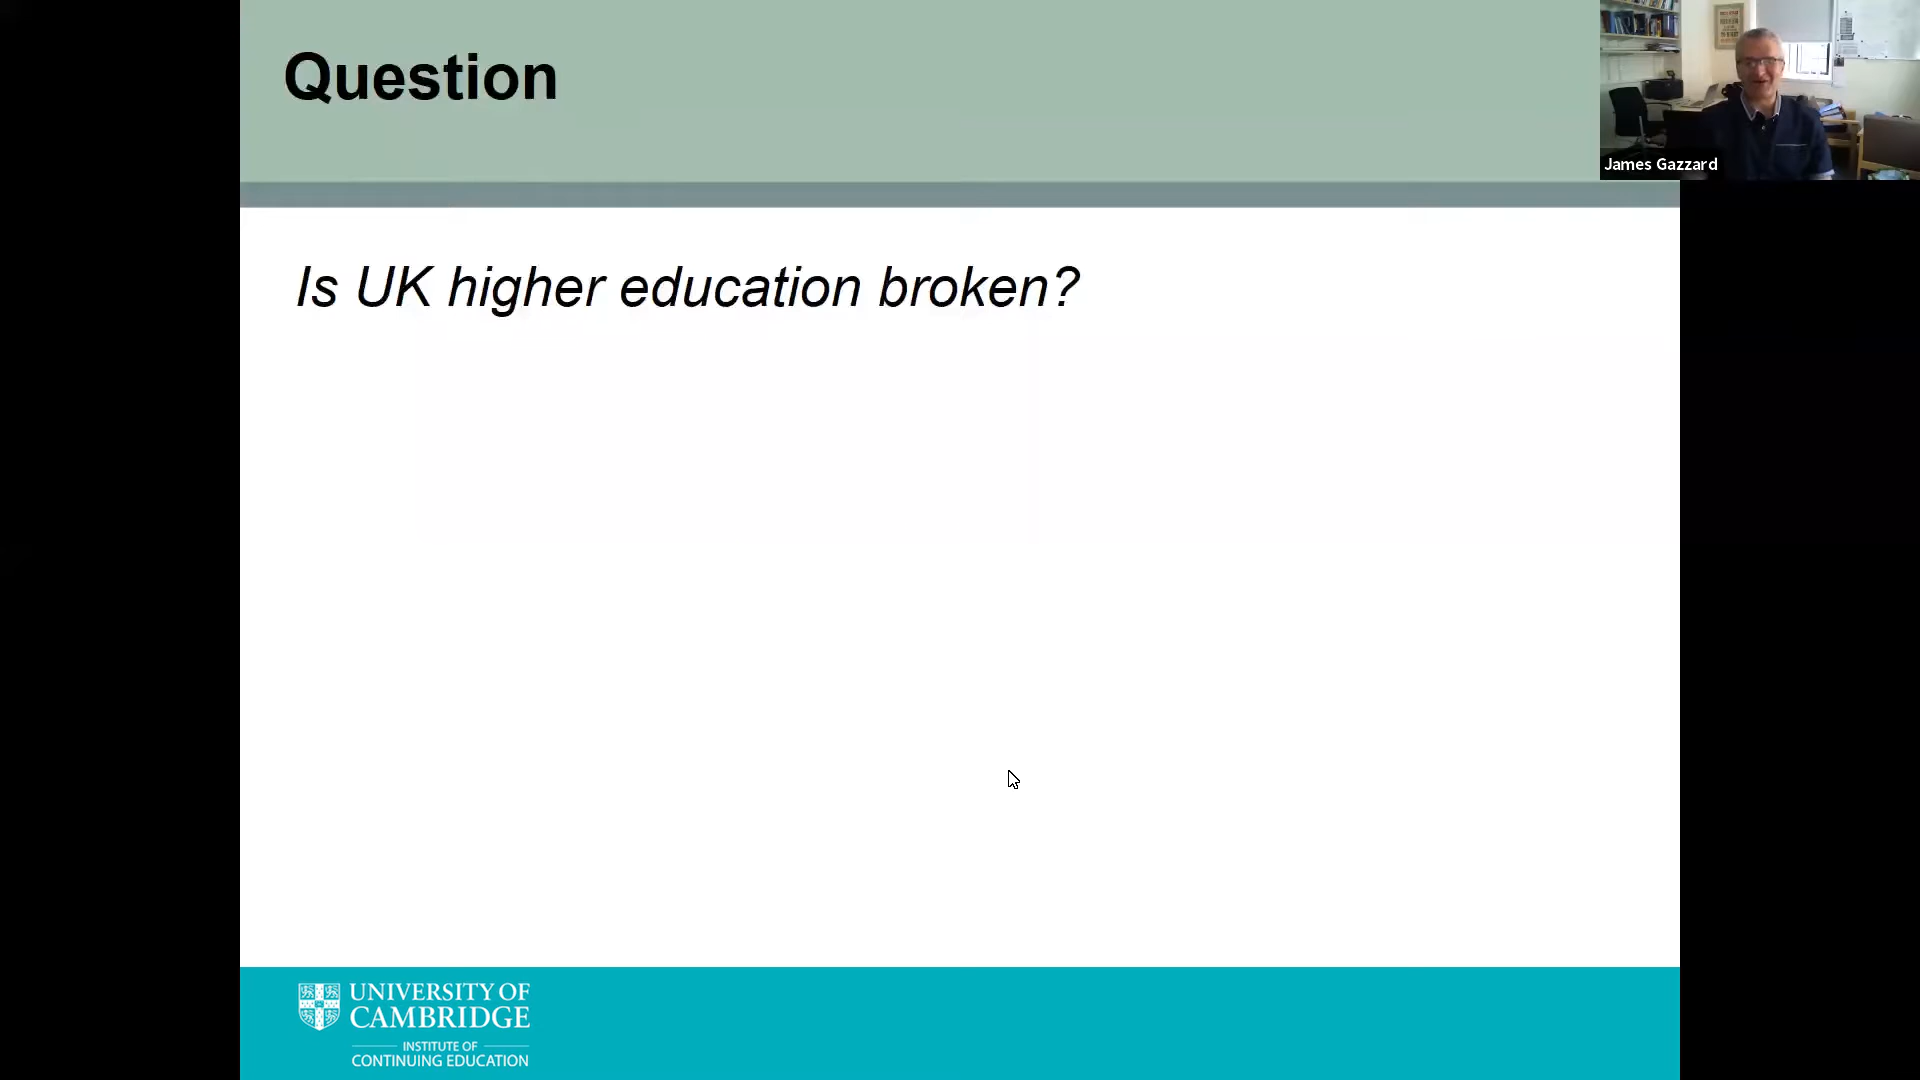 Question
James Gazzard
Is UK higher education broken?
UNIVERSITY OF
CAMBRIDGE
INSTITUTE OF
CONTINUING EDUCATION